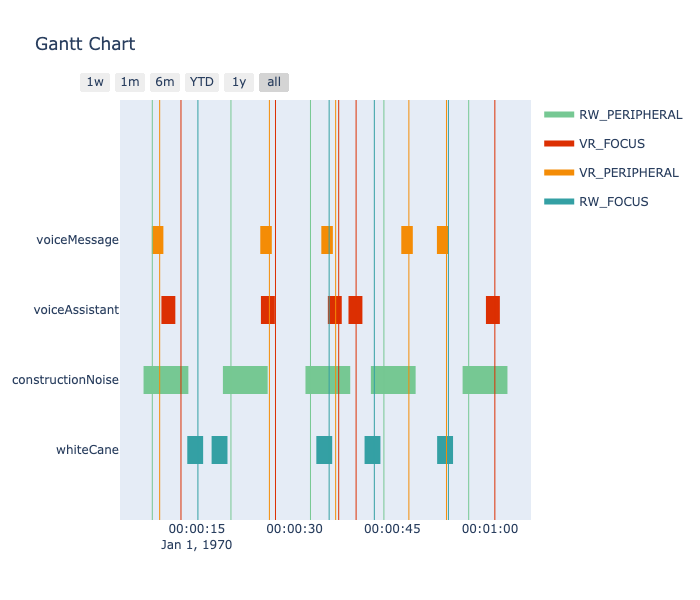 Gantt Chart
1w 1m 6m YTD 1y all
RW_PERIPHERAL
VR_FOCUS
VR_PERIPHERAL
RW_FOCUS
voiceMessage
voiceAssistant
constructionNoise
whiteCane
00:00:15 00:00:30 00:00:45 00:01:00
Jan 1, 1970